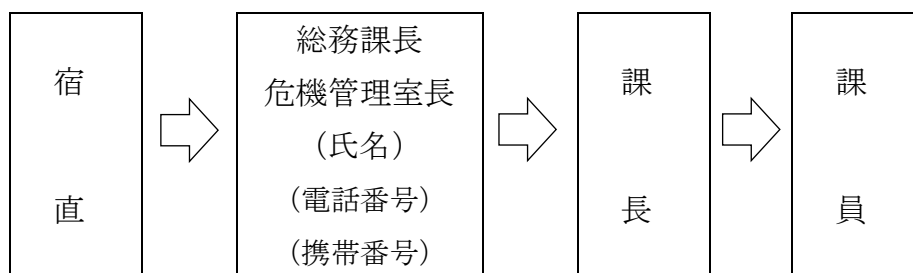 宿直
総務課長
危機管理室長
（氏名）
（電話番号）
（携帯番号）
課長
課員